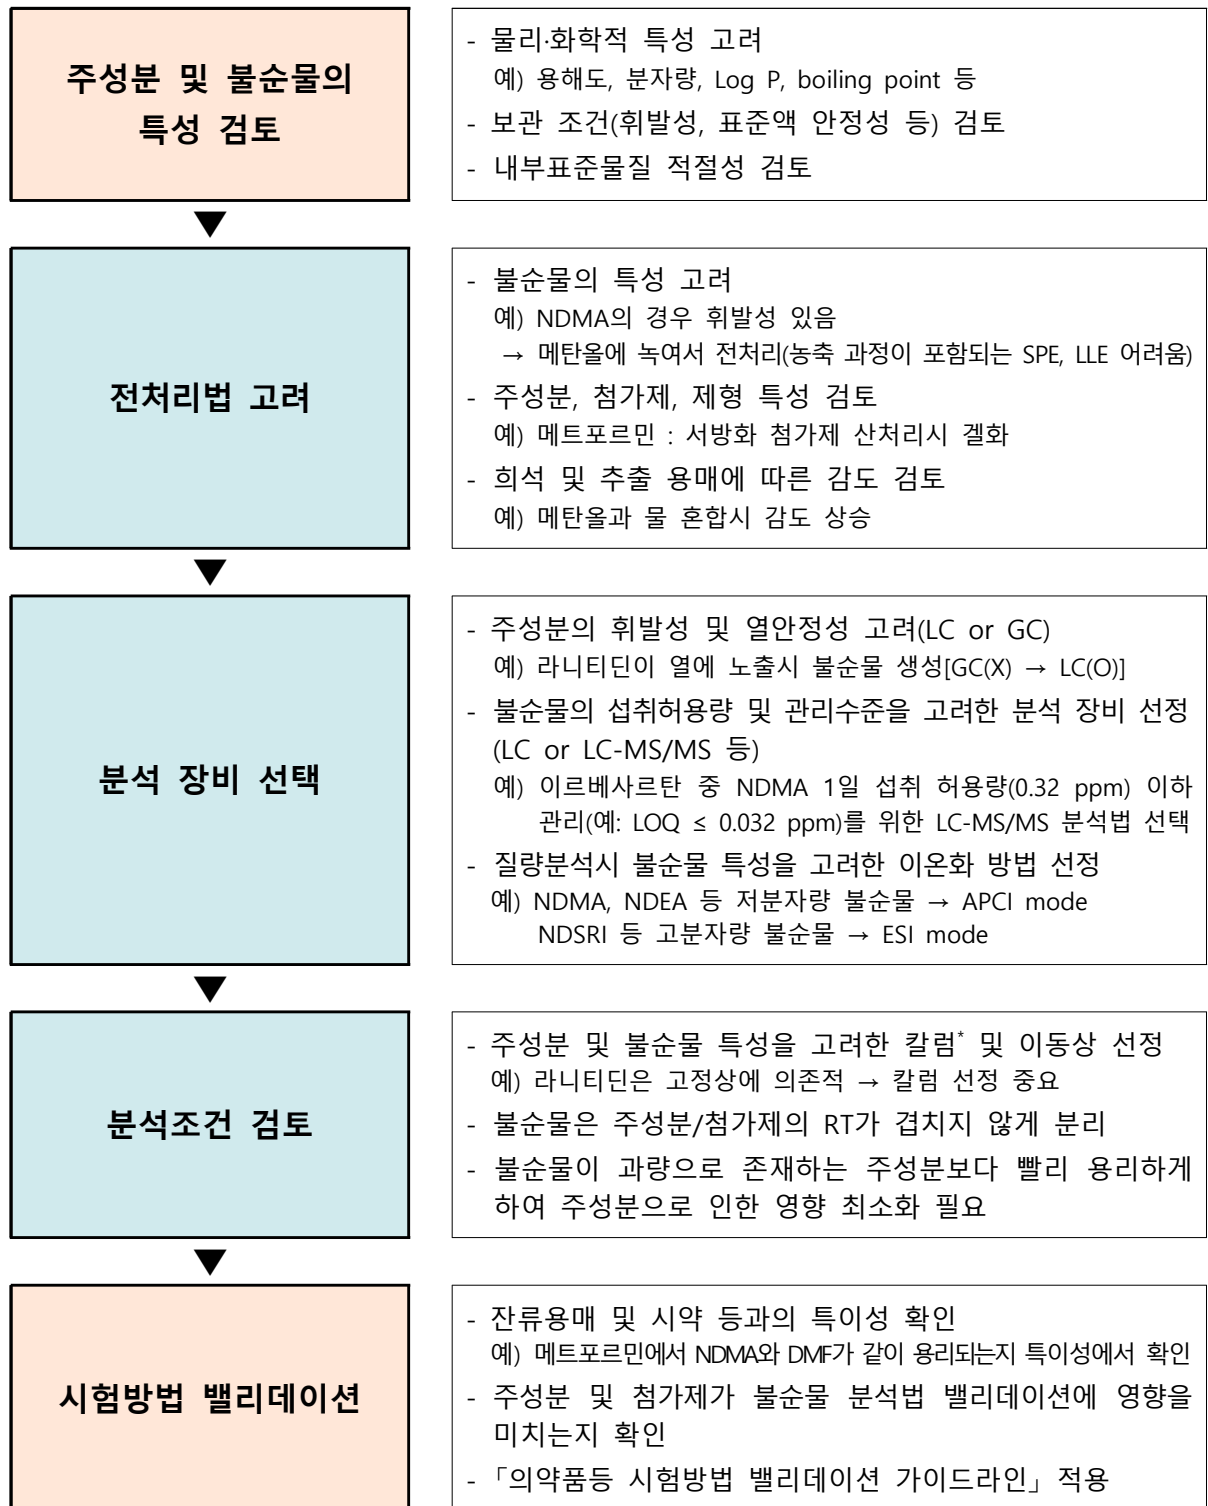 주성분 및 불순물의
특성 검토
- 물리·화학적 특성 고려
예) 용해도, 분자량, Log P, boiling point 등
- 보관 조건(휘발성, 표준액 안정성 등) 검토
- 내부표준물질 적절성 검토
▼
전처리법 고려
- 불순물의 특성 고려
예) NDMA의 경우 휘발성 있음
→ 메탄올에 녹여서 전처리(농축 과정이 포함되는 SPE, LLE 어려움)
- 주성분, 첨가제, 제형 특성 검토
예) 메트포르민 : 서방화 첨가제 산처리시 겔화
- 희석 및 추출 용매에 따른 감도 검토
예) 메탄올과 물 혼합시 감도 상승
▼
분석 장비 선택
- 주성분의 휘발성 및 열안정성 고려(LC or GC)
예) 라니티딘이 열에 노출시 불순물 생성[GC(X) → LC(O)]
- 불순물의 섭취허용량 및 관리수준을 고려한 분석 장비 선정
(LC or LC-MS/MS 등)
예) 이르베사르탄 중 NDMA 1일 섭취 허용량(0.32 ppm) 이하
관리(예: LOQ ≤ 0.032 ppm)를 위한 LC-MS/MS 분석법 선택
- 질량분석시 불순물 특성을 고려한 이온화 방법 선정
예) NDMA, NDEA 등 저분자량 불순물 → APCI mode
NDSRI 등 고분자량 불순물 → ESI mode
▼
분석조건 검토
- 주성분 및 불순물 특성을 고려한 칼럼* 및 이동상 선정
예) 라니티딘은 고정상에 의존적 → 칼럼 선정 중요
- 불순물은 주성분/첨가제의 RT가 겹치지 않게 분리
- 불순물이 과량으로 존재하는 주성분보다 빨리 용리하게
하여 주성분으로 인한 영향 최소화 필요
▼
시험방법 밸리데이션
- 잔류용매 및 시약 등과의 특이성 확인
예) 메트포르민에서 NDMA와 DMF가 같이 용리되는지 특이성에서 확인
- 주성분 및 첨가제가 불순물 분석법 밸리데이션에 영향을
미치는지 확인
- 「의약품등 시험방법 밸리데이션 가이드라인」 적용